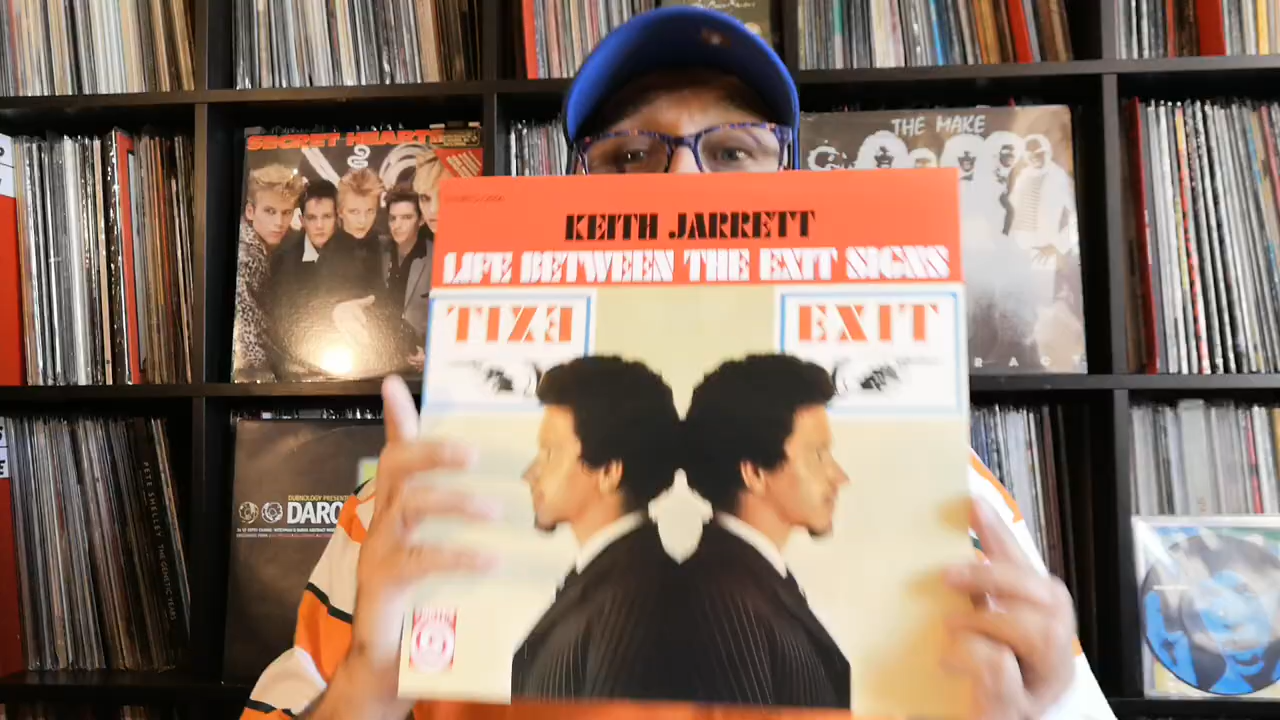 SECRET HEARTS
THE MAKE
KEITH JARRETT
LIFE BETWEEN THE EXIT SIGNS
TIXE
EXIT
RACT
DUBNOLOGY PRESENTS
PETE SHELLEY THE GENETIC YEARS